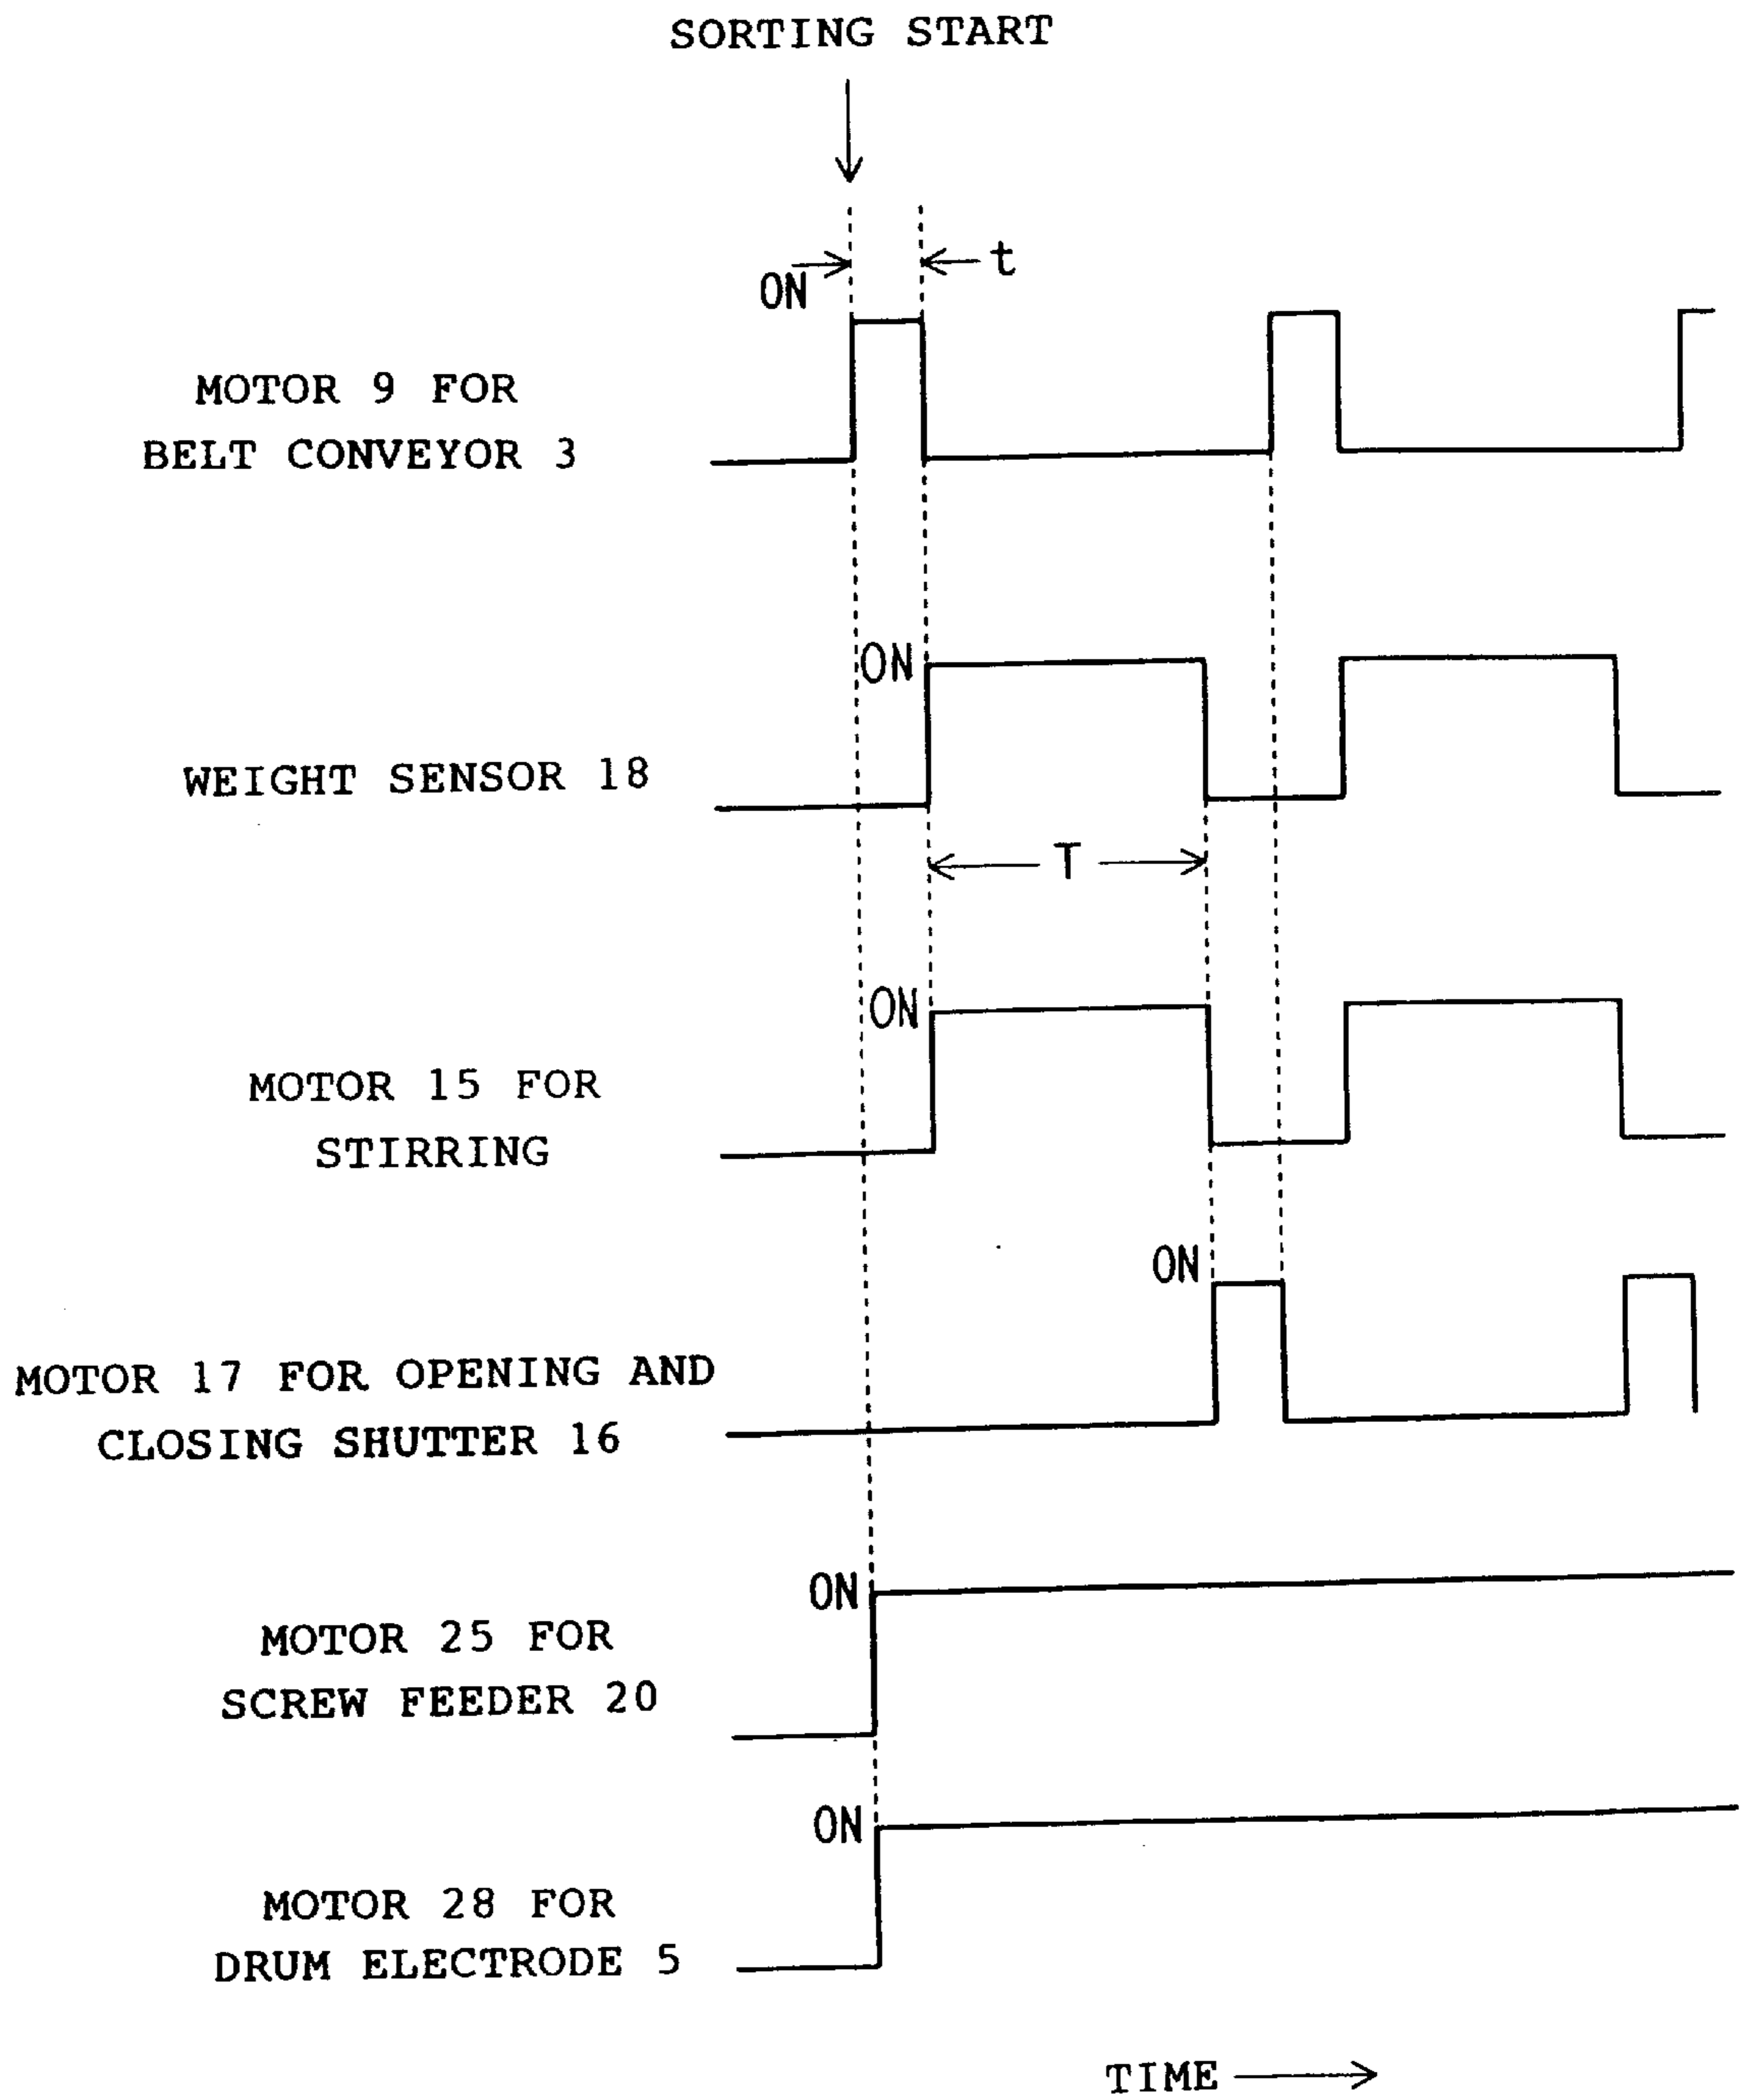 SORTING START
t
ON
MOTOR 9 FOR
BELT CONVEYOR 3
ON
WEIGHT SENSOR 18
T
ON
MOTOR 15 FOR
STIRRING
ON
MOTOR 17 FOR OPENING AND
CLOSING SHUTTER 16
ON
MOTOR 25 FOR
SCREW FEEDER 20
ON
MOTOR 28 FOR
DRUM ELECTRODE 5
TIME